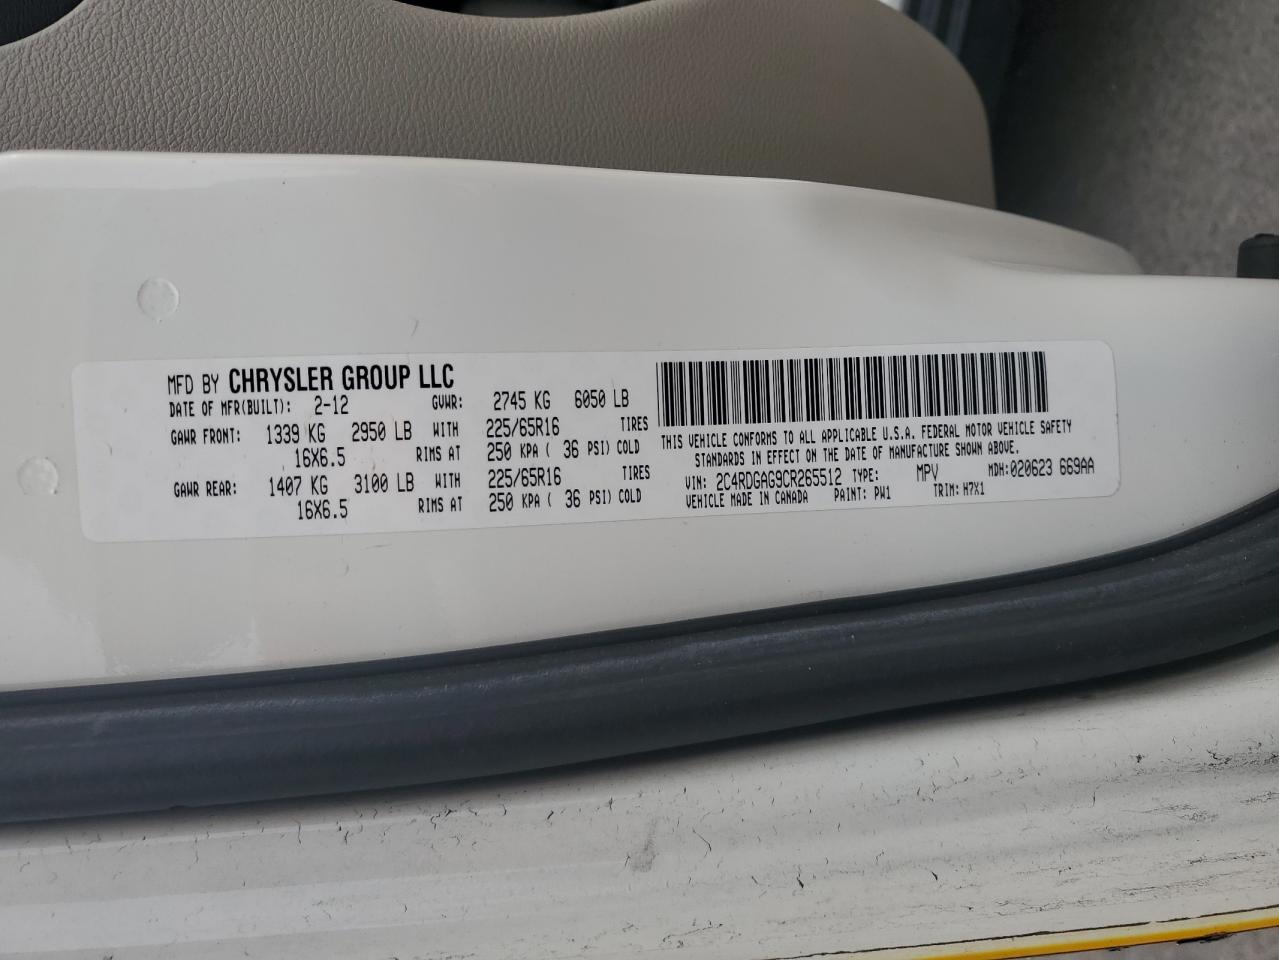 MFD BY CHRYSLER GROUP LLC
DATE OF MFR(BUILT): 2-12 GVWR: 2745 KG 6050 LB
GAWR FRONT: 1339 KG 2950 LB WITH 225/65R16 TIRES
16X6.5 RIMS AT 250 KPA ( 36 PSI) COLD
GAWR REAR: 1407 KG 3100 LB WITH 225/65R16 TIRES
16X6.5 RIMS AT 250 KPA ( 36 PSI) COLD
THIS VEHICLE CONFORMS TO ALL APPLICABLE U.S.A. FEDERAL MOTOR VEHICLE SAFETY
STANDARDS IN EFFECT ON THE DATE OF MANUFACTURE SHOWN ABOVE.
VIN: 2C4RDGAG9CR265512 TYPE: MPV MDH:020623 669AA
VEHICLE MADE IN CANADA PAINT: PW1 TRIM: H7X1